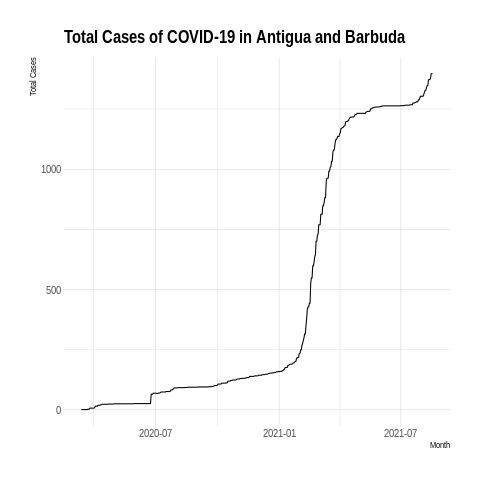 Total Cases of COVID-19 in Antigua and Barbuda
Total Cases
1000
500
0
2020-07 2021-01 2021-07
Month